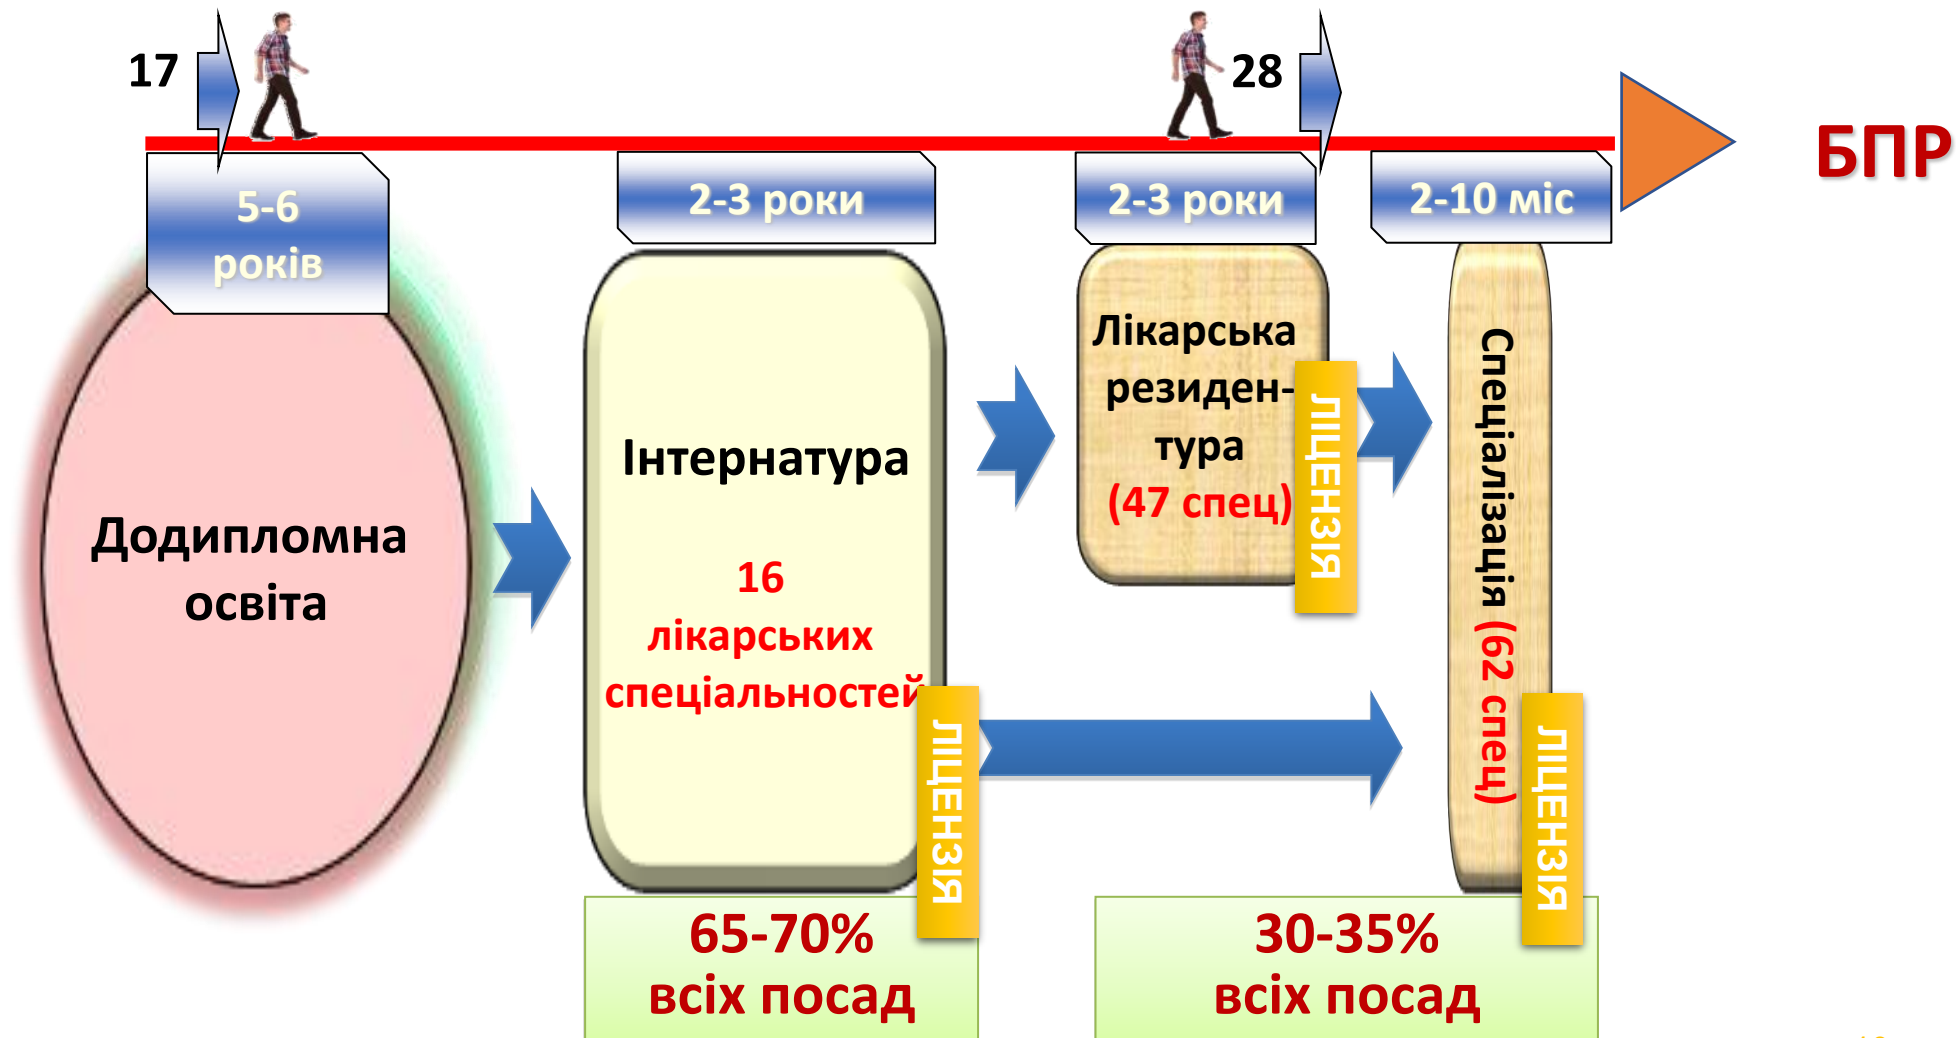 17
28
БПР
5-6
років
2-3 роки
2-3 роки
2-10 міс
Додипломна
освіта
Інтернатура
16
лікарських
спеціальностей
ЛІЦЕНЗІЯ
Лікарська
резиден-
тура
(47 спец)
ЛІЦЕНЗІЯ
Спеціалізація (62 спец)
ЛІЦЕНЗІЯ
65-70%
всіх посад
30-35%
всіх посад